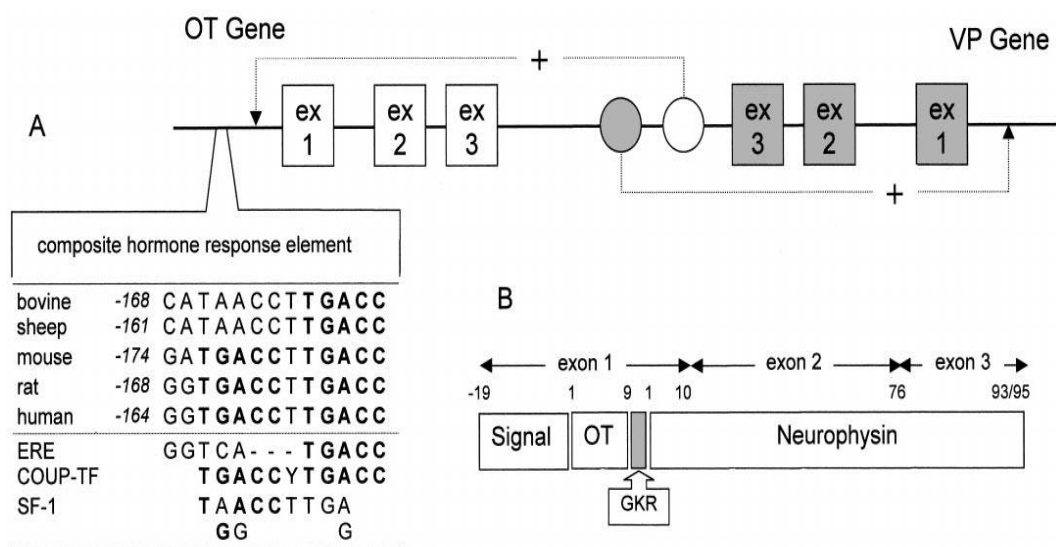 OT Gene
VP Gene
+
A
ex 1
ex 2
ex 3
ex 3
ex 2
ex 1
+
composite hormone response element
bovine -168 CATAACCTTGACC
sheep -161 CATAACCTTGACC
mouse -174 GATGACCTTGACC
rat -168 GGTGACCTTGACC
human -164 GGTGACCTTGACC
ERE GGTCA---TGACC
COUP-TF TGACCYTGACC
SF-1 TAACCTTGA
GG G
B
exon 1 exon 2 exon 3
-19 1 9 1 10 76 93/95
Signal OT Neurophysin
GKR